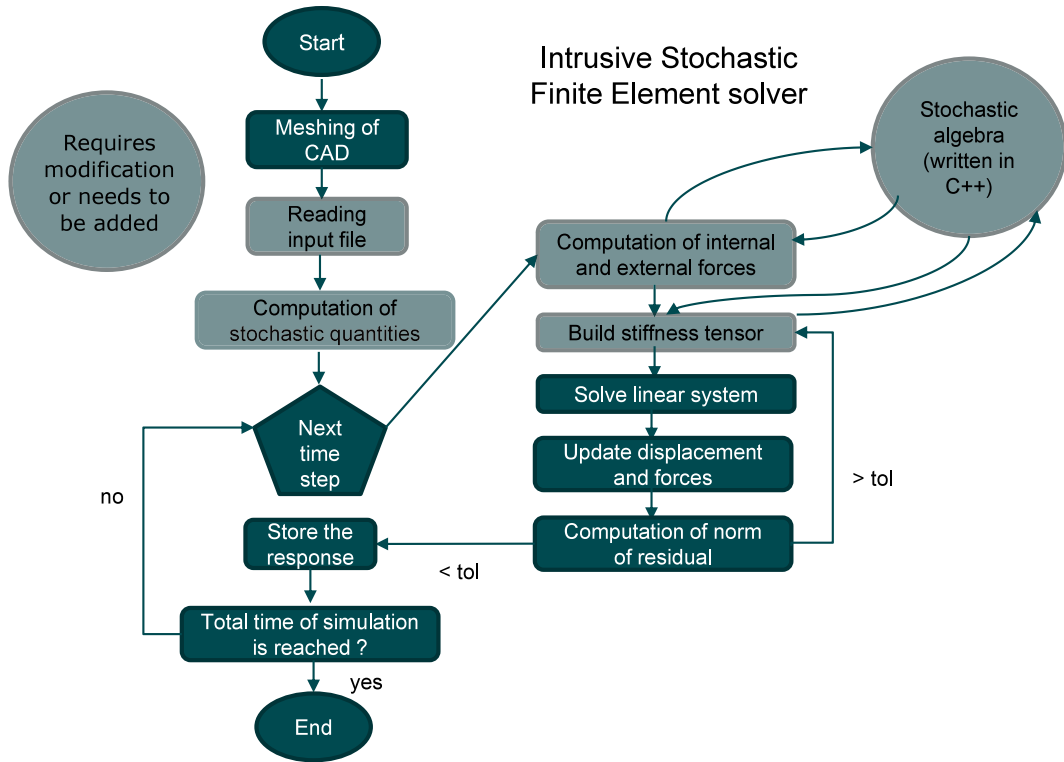 Start
Intrusive Stochastic
Finite Element solver
Stochastic
algebra
(written in
C++)
Requires
modification
or needs to
be added
Meshing of
CAD
Reading
input file
Computation of
stochastic quantities
Next
time
step
Computation of internal
and external forces
Build stiffness tensor
Solve linear system
Update displacement
and forces
Computation of norm
of residual
> tol
< tol
no
Store the
response
Total time of simulation
is reached ?
yes
End